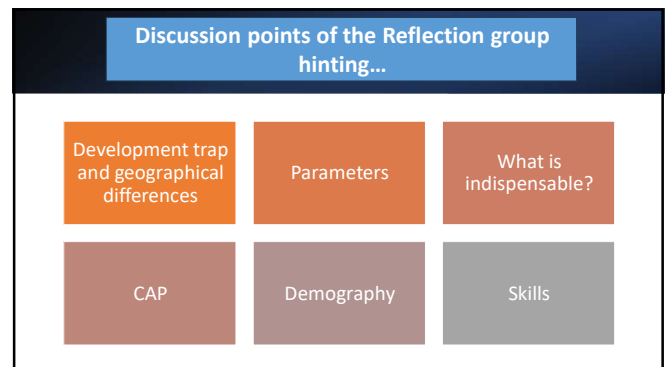 Discussion points of the Reflection group
hinting…
Development trap
and geographical
differences
Parameters
What is
indispensable?
CAP
Demography
Skills